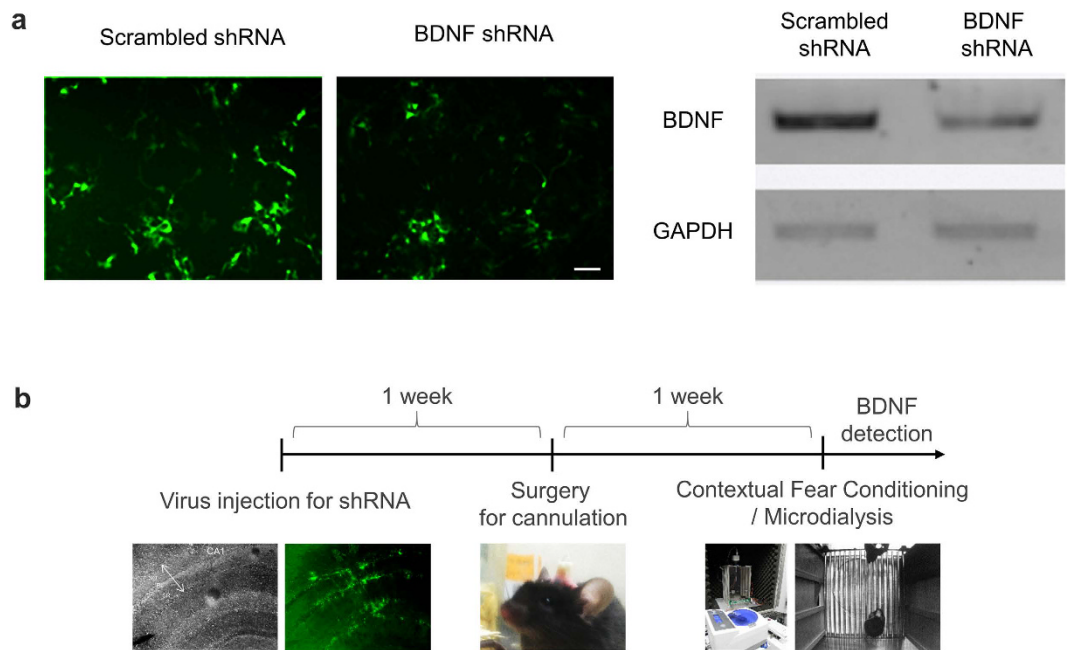 a
Scrambled shRNA
BDNF shRNA
Scrambled
shRNA
BDNF
shRNA
BDNF
GAPDH
b
1 week
1 week
BDNF
detection
Virus injection for shRNA
Surgery
for cannulation
Contextual Fear Conditioning
/ Microdialysis
CA1